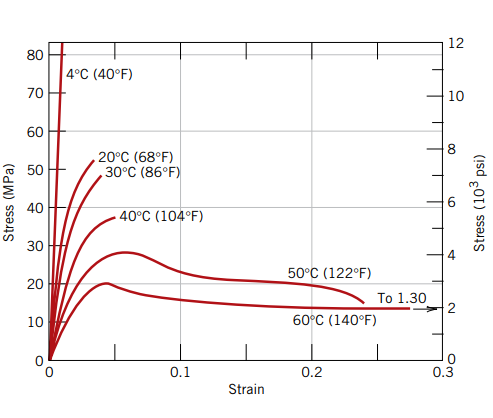 80
70
60
50
40
30
20
10
0
Stress (MPa)
4°C (40°F)
20°C (68°F)
30°C (86°F)
40°C (104°F)
50°C (122°F)
To 1.30
60°C (140°F)
12
10
8
6
4
2
0
Stress (10³ psi)
0 0.1 0.2 0.3
Strain